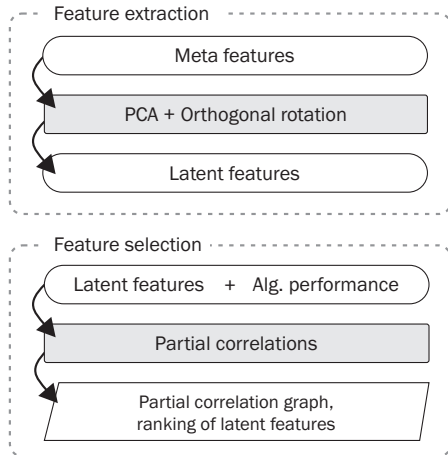 Feature extraction
Meta features
PCA + Orthogonal rotation
Latent features
Feature selection
Latent features + Alg. performance
Partial correlations
Partial correlation graph,
ranking of latent features